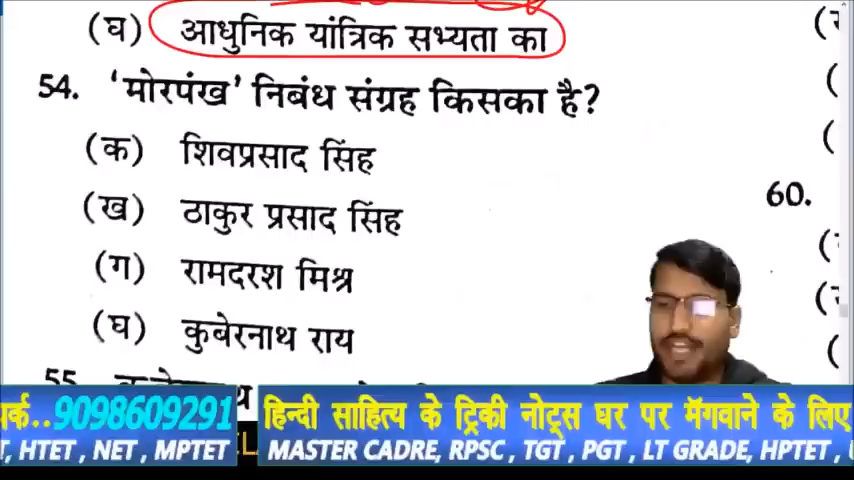 (घ) आधुनिक यांत्रिक सभ्यता का
54. 'मोरपंख' निबंध संग्रह किसका है?
(क) शिवप्रसाद सिंह
(ख) ठाकुर प्रसाद सिंह
(ग) रामदरश मिश्र
(घ) कुबेरनाथ राय
60.
55.
र्क..9098609291 हिन्दी साहित्य के ट्रिकी नोट्स घर पर मँगवाने के लिए
T, HTET, NET, MPTET MASTER CADRE, RPSC, TGT, PGT, LT GRADE, HPTET,